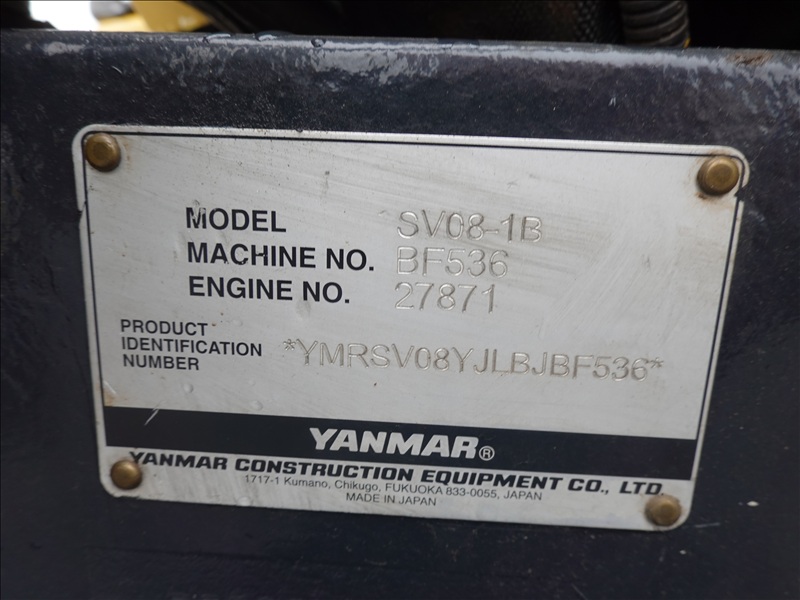 MODEL SV08-1B
MACHINE NO. BF536
ENGINE NO. 27871
PRODUCT
IDENTIFICATION
NUMBER *YMRSV08YJLBJBF536*
YANMAR®
YANMAR CONSTRUCTION EQUIPMENT CO., LTD.
1717-1 Kumano, Chikugo, FUKUOKA 833-0055, JAPAN
MADE IN JAPAN